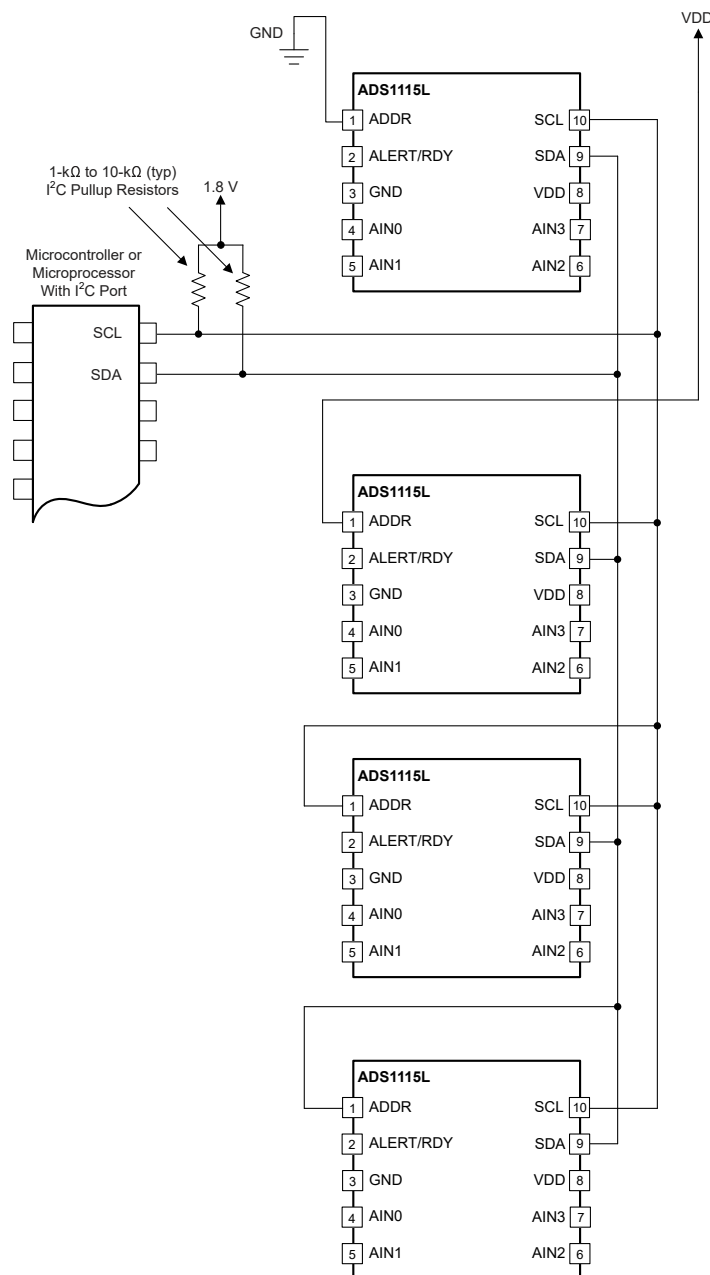 VDD
GND
ADS1115L
1 ADDR SCL 10
2 ALERT/RDY SDA 9
3 GND VDD 8
4 AIN0 AIN3 7
5 AIN1 AIN2 6
1-kΩ to 10-kΩ (typ)
I²C Pullup Resistors
1.8 V
Microcontroller or
Microprocessor
With I²C Port
SCL
SDA
ADS1115L
1 ADDR SCL 10
2 ALERT/RDY SDA 9
3 GND VDD 8
4 AIN0 AIN3 7
5 AIN1 AIN2 6
ADS1115L
1 ADDR SCL 10
2 ALERT/RDY SDA 9
3 GND VDD 8
4 AIN0 AIN3 7
5 AIN1 AIN2 6
ADS1115L
1 ADDR SCL 10
2 ALERT/RDY SDA 9
3 GND VDD 8
4 AIN0 AIN3 7
5 AIN1 AIN2 6